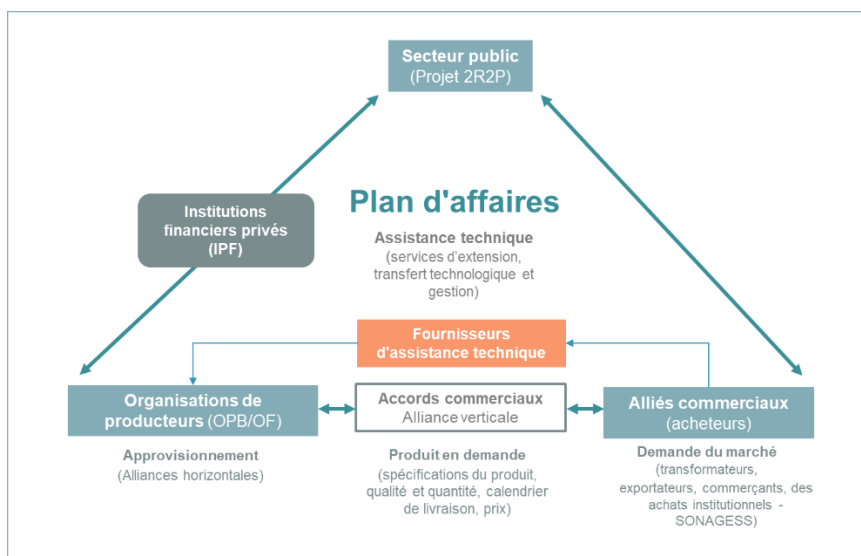 Secteur public
(Projet 2R2P)
Institutions
financiers privés
(IPF)
Plan d'affaires
Assistance technique
(services d'extension,
transfert technologique et
gestion)
Fournisseurs
d'assistance technique
Organisations de
producteurs (OPB/OF)
Accords commerciaux
Alliance verticale
Alliés commerciaux
(acheteurs)
Approvisionnement
(Alliances horizontales)
Produit en demande
(spécifications du produit,
qualité et quantité, calendrier
de livraison, prix)
Demande du marché
(transformateurs,
exportateurs, commerçants, des
achats institutionnels -
SONAGESS)